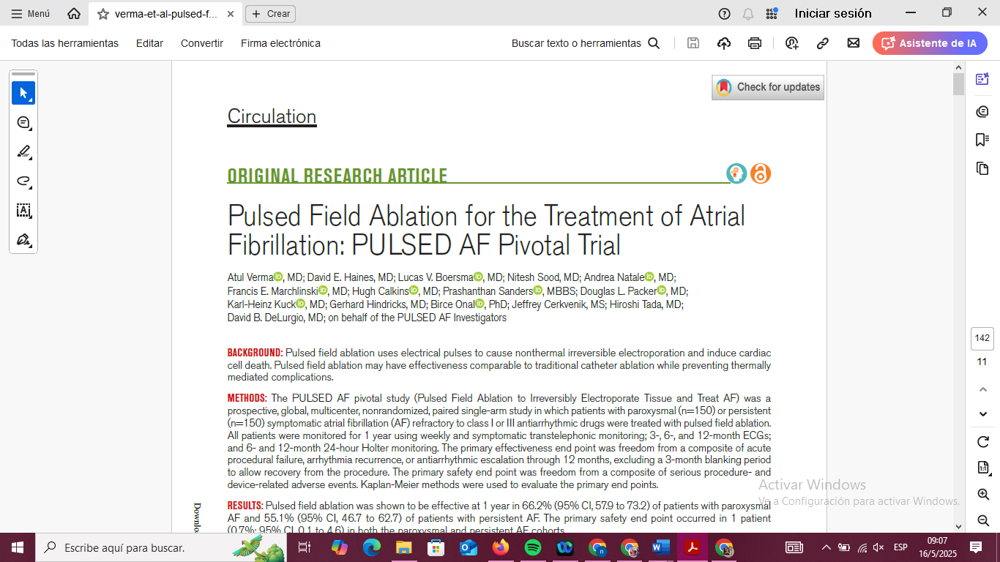 Menú
verma-et-al-pulsed-f...
Crear
Iniciar sesión
Todas las herramientas
Editar
Convertir
Firma electrónica
Buscar texto o herramientas
Asistente de IA
Check for updates
Circulation
ORIGINAL RESEARCH ARTICLE
Pulsed Field Ablation for the Treatment of Atrial
Fibrillation: PULSED AF Pivotal Trial
Atul Verma, MD; David E. Haines, MD; Lucas V. Boersma, MD; Nitesh Sood, MD; Andrea Natale, MD;
Francis E. Marchlinski, MD; Hugh Calkins, MD; Prashanthan Sanders, MBBS; Douglas L. Packer, MD;
Karl-Heinz Kuck, MD; Gerhard Hindricks, MD; Birce Onal, PhD; Jeffrey Cerkvenik, MS; Hiroshi Tada, MD;
David B. DeLurgio, MD; on behalf of the PULSED AF Investigators
BACKGROUND: Pulsed field ablation uses electrical pulses to cause nonthermal irreversible electroporation and induce cardiac
cell death. Pulsed field ablation may have effectiveness comparable to traditional catheter ablation while preventing thermally
mediated complications.
METHODS: The PULSED AF pivotal study (Pulsed Field Ablation to Irreversibly Electroporate Tissue and Treat AF) was a
prospective, global, multicenter, nonrandomized, paired single-arm study in which patients with paroxysmal (n=150) or persistent
(n=150) symptomatic atrial fibrillation (AF) refractory to class I or III antiarrhythmic drugs were treated with pulsed field ablation.
All patients were monitored for 1 year using weekly and symptomatic transtelephonic monitoring; 3-, 6-, and 12-month ECGs;
and 6- and 12-month 24-hour Holter monitoring. The primary effectiveness end point was freedom from a composite of acute
procedural failure, arrhythmia recurrence, or antiarrhythmic escalation through 12 months, excluding a 3-month blanking period
to allow recovery from the procedure. The primary safety end point was freedom from a composite of serious procedure- and
device-related adverse events. Kaplan-Meier methods were used to evaluate the primary end points.
RESULTS: Pulsed field ablation was shown to be effective at 1 year in 66.2% (95% CI, 57.9 to 73.2) of patients with paroxysmal
AF and 55.1% (95% CI, 46.7 to 62.7) of patients with persistent AF. The primary safety end point occurred in 1 patient
(0.7%; 95% CI, 0.1 to 4.6) in both the paroxysmal and persistent AF cohorts.
Downlo
142
11
1:1
Activar Windows
Ve a Configuración para activar Windows.
Escribe aquí para buscar.
ESP
09:07
16/5/2025